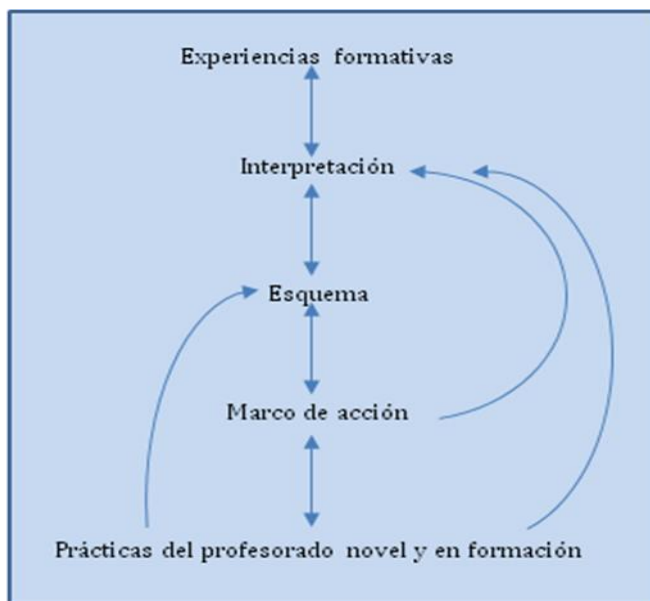 Experiencias formativas
Interpretación
Esquema
Marco de acción
Prácticas del profesorado novel y en formación